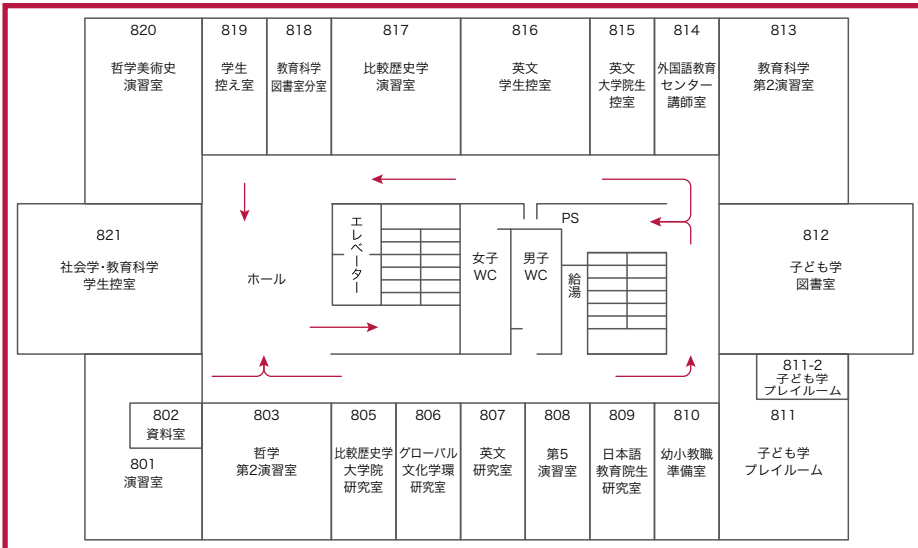 820
哲学美術史
演習室
819
学生
控え室
818
教育科学
図書室分室
817
比較歴史学
演習室
816
英文
学生控室
815
英文
大学院生
控室
814
外国語教育
センター
講師室
813
教育科学
第2演習室
821
社会学・教育科学
学生控室
ホール
エレベーター
女子
WC
男子
WC
PS
給湯
812
子ども学
図書室
811-2
子ども学
プレイルーム
802
資料室
801
演習室
803
哲学
第2演習室
805
比較歴史学
大学院
研究室
806
グローバル
文化学環
研究室
807
英文
研究室
808
第5
演習室
809
日本語
教育院生
研究室
810
幼小教職
準備室
811
子ども学
プレイルーム